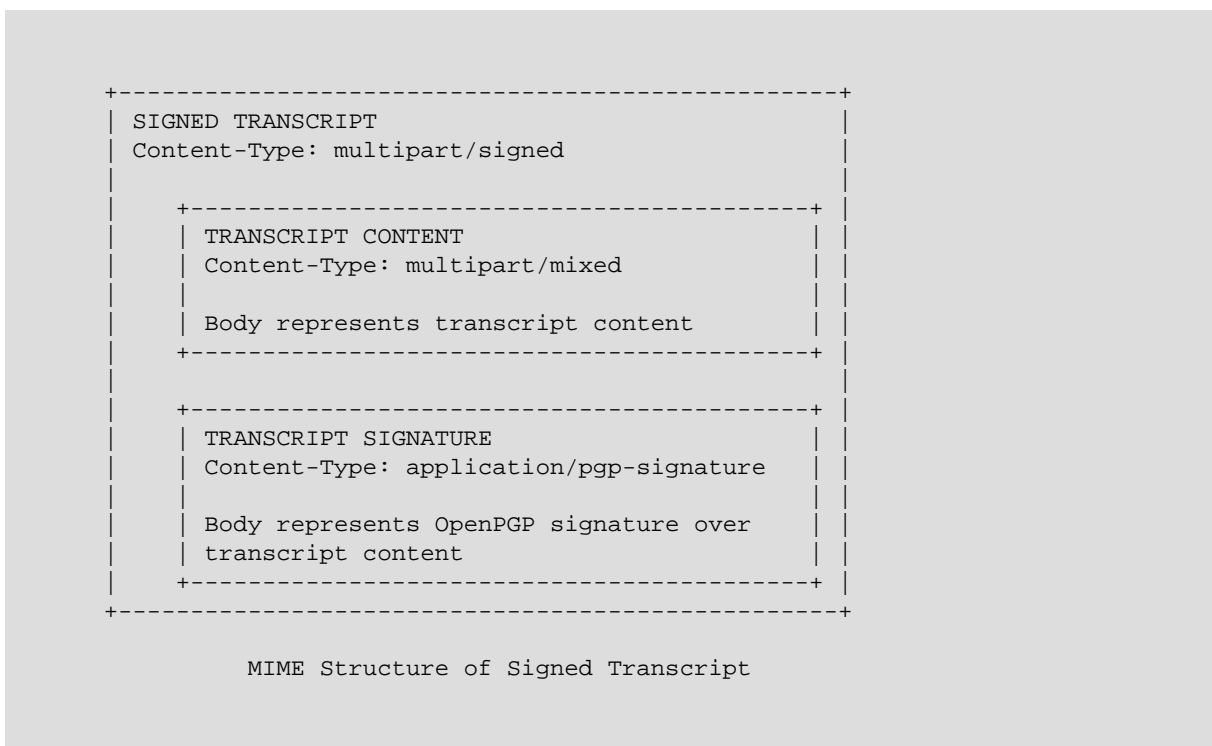 SIGNED TRANSCRIPT
Content-Type: multipart/signed
TRANSCRIPT CONTENT
Content-Type: multipart/mixed
Body represents transcript content
TRANSCRIPT SIGNATURE
Content-Type: application/pgp-signature
Body represents OpenPGP signature over
transcript content
MIME Structure of Signed Transcript